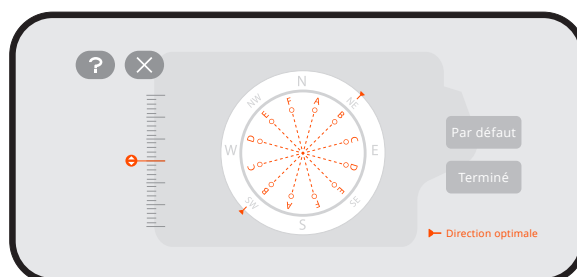 ?
N
NW
NE
F
A
E
B
D
C
W
E
C
D
B
E
A
F
SW
SE
S
Par défaut
Terminé
Direction optimale